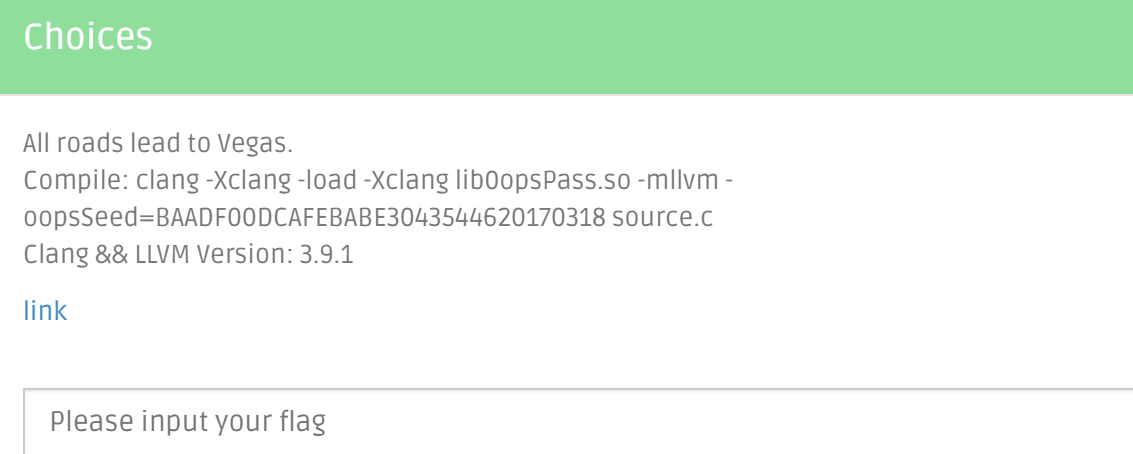 Choices
All roads lead to Vegas.
Compile: clang -Xclang -load -Xclang libOopsPass.so -mllvm -
oopsSeed=BAADF00DCAFEBABE3043544620170318 source.c
Clang && LLVM Version: 3.9.1
link
Please input your flag